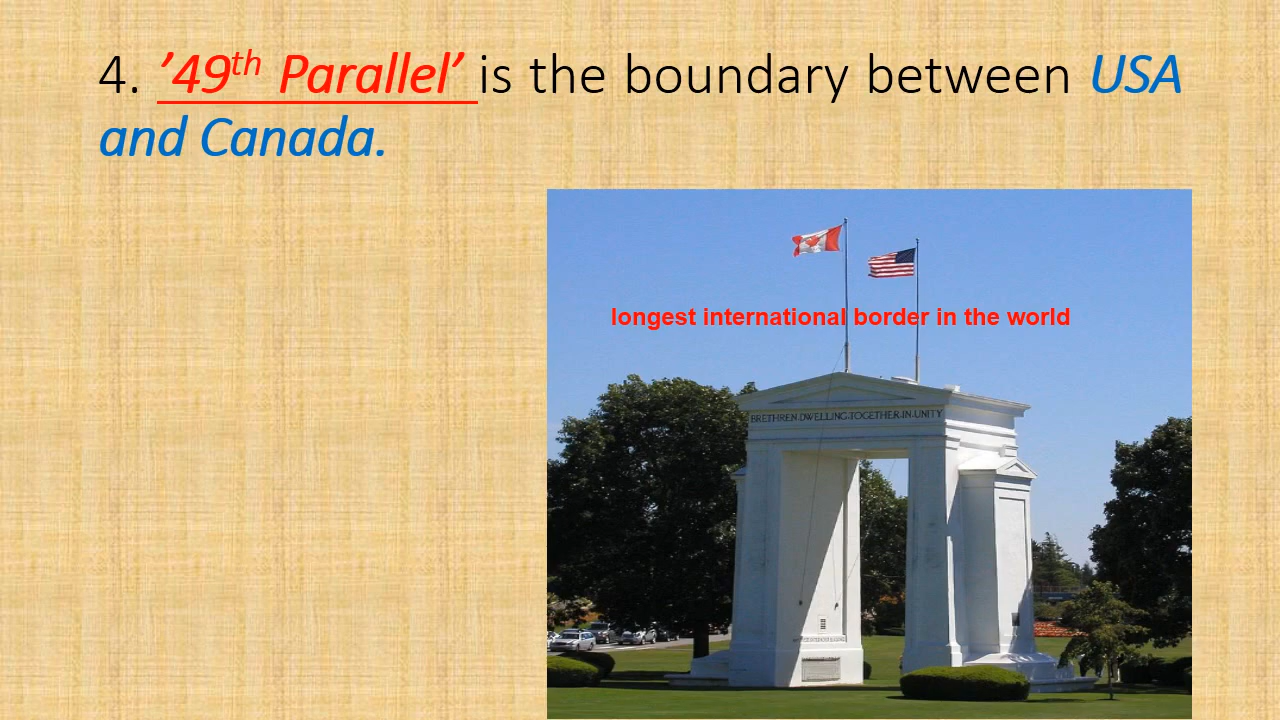 4. ’49th Parallel’ is the boundary between USA
and Canada.
longest international border in the world
BRETHREN DWELLING TOGETHER IN UNITY